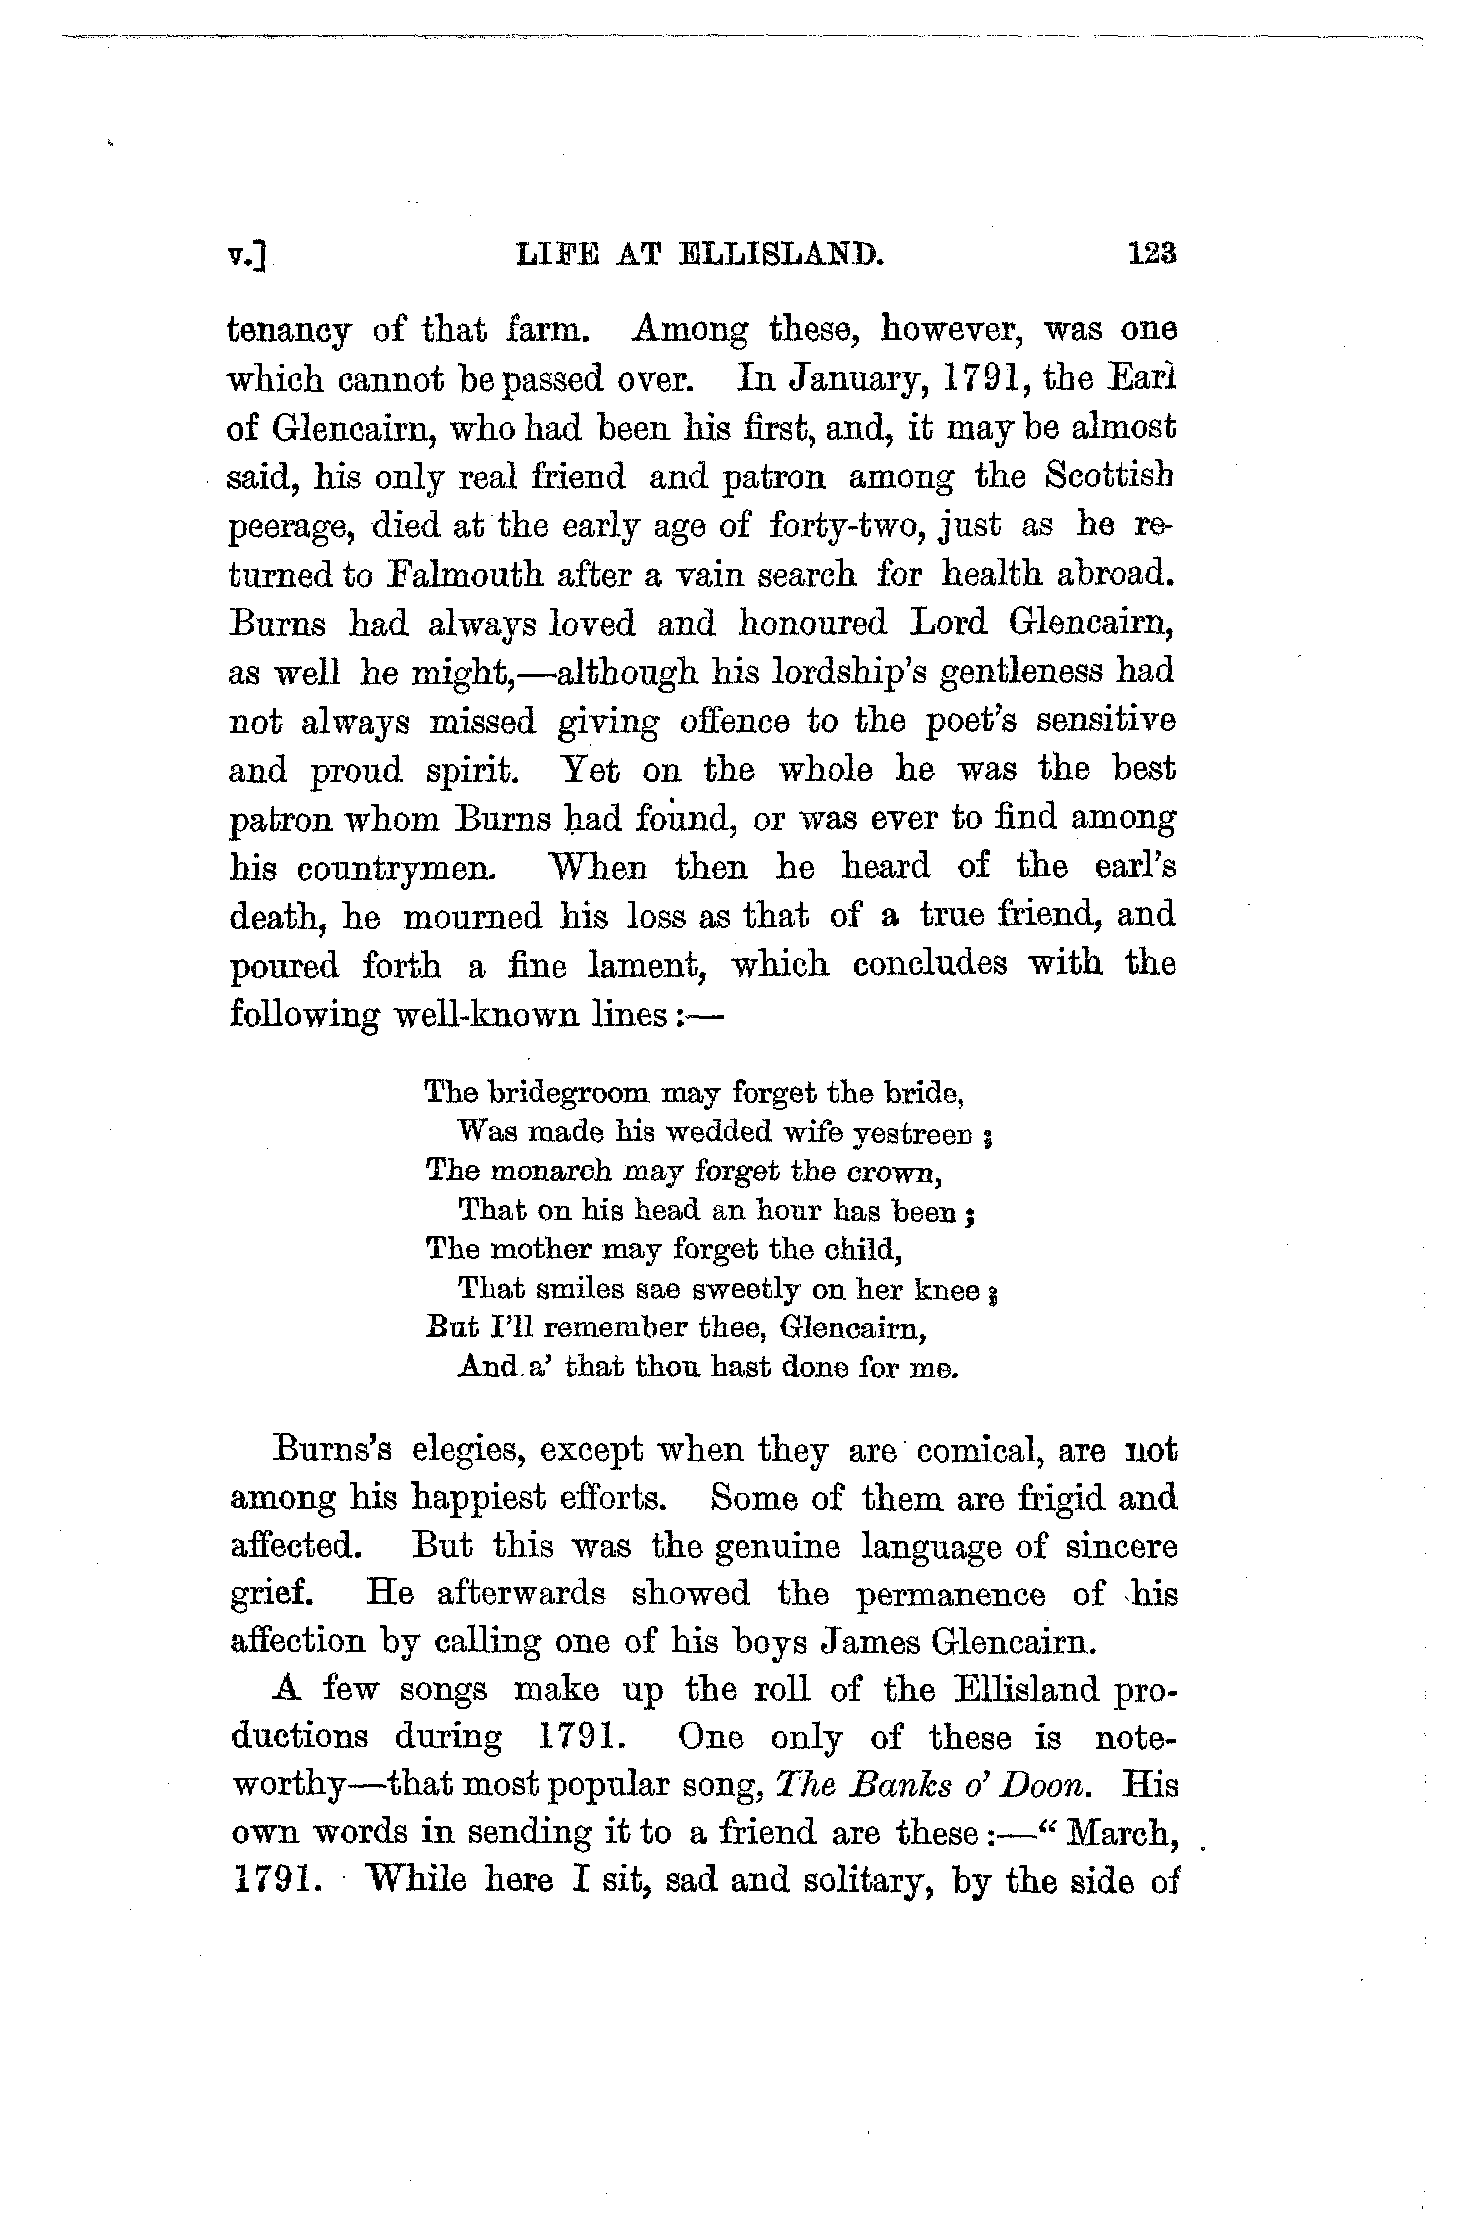 v.] LIFE AT ELLISLAND. 123
tenancy of that farm. Among these, however, was one
which cannot be passed over. In January, 1791, the Earl
of Glencairn, who had been his first, and, it may be almost
said, his only real friend and patron among the Scottish
peerage, died at the early age of forty-two, just as he re-
turned to Falmouth after a vain search for health abroad.
Burns had always loved and honoured Lord Glencairn,
as well he might,—although his lordship's gentleness had
not always missed giving offence to the poet's sensitive
and proud spirit. Yet on the whole he was the best
patron whom Burns had found, or was ever to find among
his countrymen. When then he heard of the earl's
death, he mourned his loss as that of a true friend, and
poured forth a fine lament, which concludes with the
following well-known lines:—
The bridegroom may forget the bride,
Was made his wedded wife yestreen;
The monarch may forget the crown,
That on his head an hour has been;
The mother may forget the child,
That smiles sae sweetly on her knee;
But I'll remember thee, Glencairn,
And a' that thou hast done for me.
Burns's elegies, except when they are comical, are not
among his happiest efforts. Some of them are frigid and
affected. But this was the genuine language of sincere
grief. He afterwards showed the permanence of his
affection by calling one of his boys James Glencairn.
A few songs make up the roll of the Ellisland pro-
ductions during 1791. One only of these is note-
worthy—that most popular song, The Banks o' Doon. His
own words in sending it to a friend are these:—“March,
1791. While here I sit, sad and solitary, by the side of